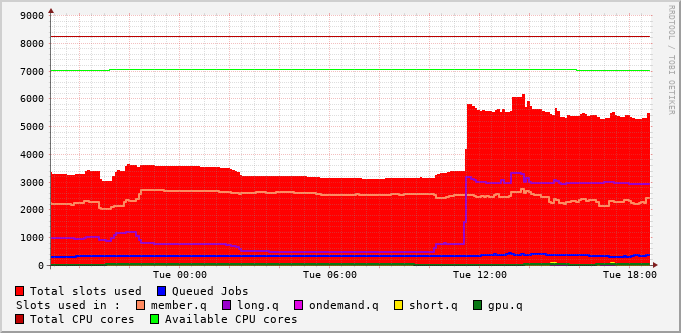 RRDTOOL / TOBI OETIKER
9000
8000
7000
6000
5000
4000
3000
2000
1000
0
Tue 00:00 Tue 06:00 Tue 12:00 Tue 18:00
Total slots used Queued Jobs
Slots used in : member.q long.q ondemand.q short.q gpu.q
Total CPU cores Available CPU cores